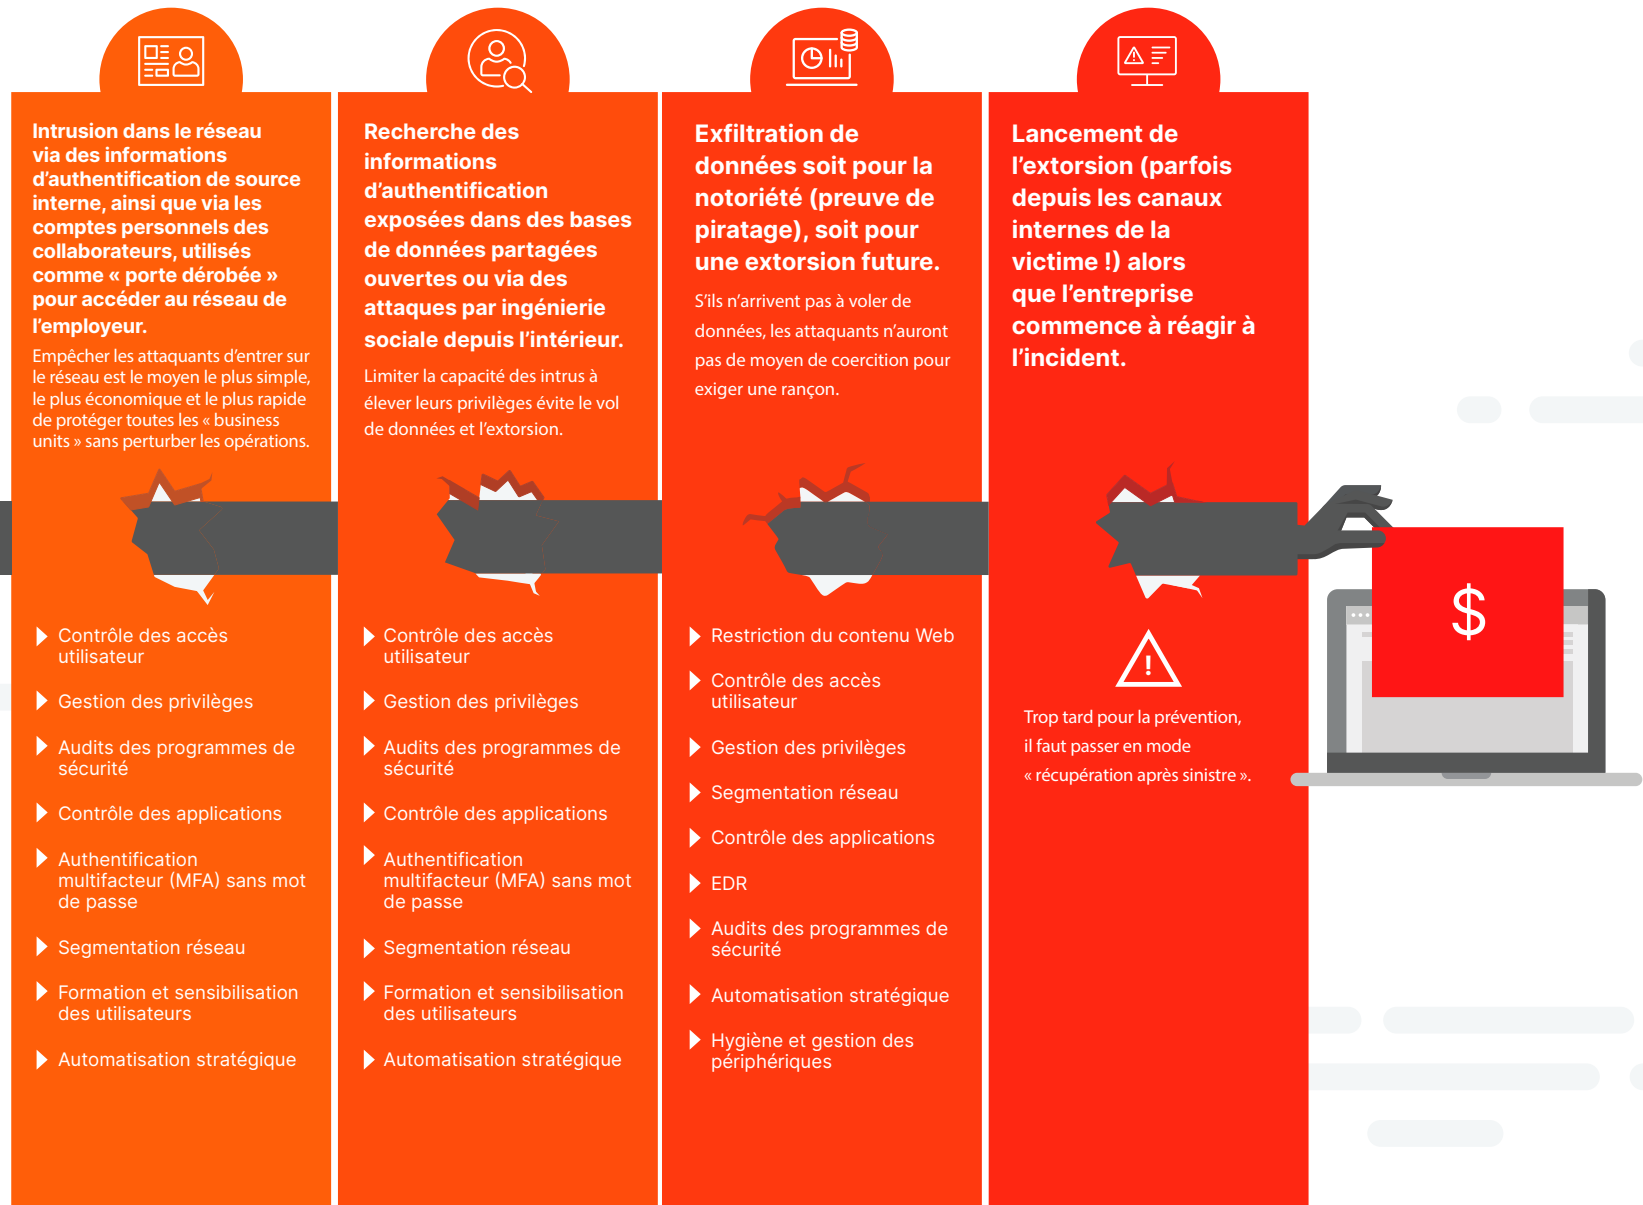 Intrusion dans le réseau
via des informations
d’authentification de source
interne, ainsi que via les
comptes personnels des
collaborateurs, utilisés
comme « porte dérobée »
pour accéder au réseau de
l’employeur.
Empêcher les attaquants d’entrer sur
le réseau est le moyen le plus simple,
le plus économique et le plus rapide
de protéger toutes les « business
units » sans perturber les opérations.
Contrôle des accès
utilisateur
Gestion des privilèges
Audits des programmes de
sécurité
Contrôle des applications
Authentification
multifacteur (MFA) sans mot
de passe
Segmentation réseau
Formation et sensibilisation
des utilisateurs
Automatisation stratégique
Recherche des
informations
d’authentification
exposées dans des bases
de données partagées
ouvertes ou via des
attaques par ingénierie
sociale depuis l’intérieur.
Limiter la capacité des intrus à
élever leurs privilèges évite le vol
de données et l’extorsion.
Contrôle des accès
utilisateur
Gestion des privilèges
Audits des programmes de
sécurité
Contrôle des applications
Authentification
multifacteur (MFA) sans mot
de passe
Segmentation réseau
Formation et sensibilisation
des utilisateurs
Automatisation stratégique
Exfiltration de
données soit pour la
notoriété (preuve de
piratage), soit pour
une extorsion future.
S’ils n’arrivent pas à voler de
données, les attaquants n’auront
pas de moyen de coercition pour
exiger une rançon.
Restriction du contenu Web
Contrôle des accès
utilisateur
Gestion des privilèges
Segmentation réseau
Contrôle des applications
EDR
Audits des programmes de
sécurité
Automatisation stratégique
Hygiène et gestion des
périphériques
Lancement de
l’extorsion (parfois
depuis les canaux
internes de la
victime !) alors
que l’entreprise
commence à réagir à
l’incident.
!
Trop tard pour la prévention,
il faut passer en mode
« récupération après sinistre ».
$